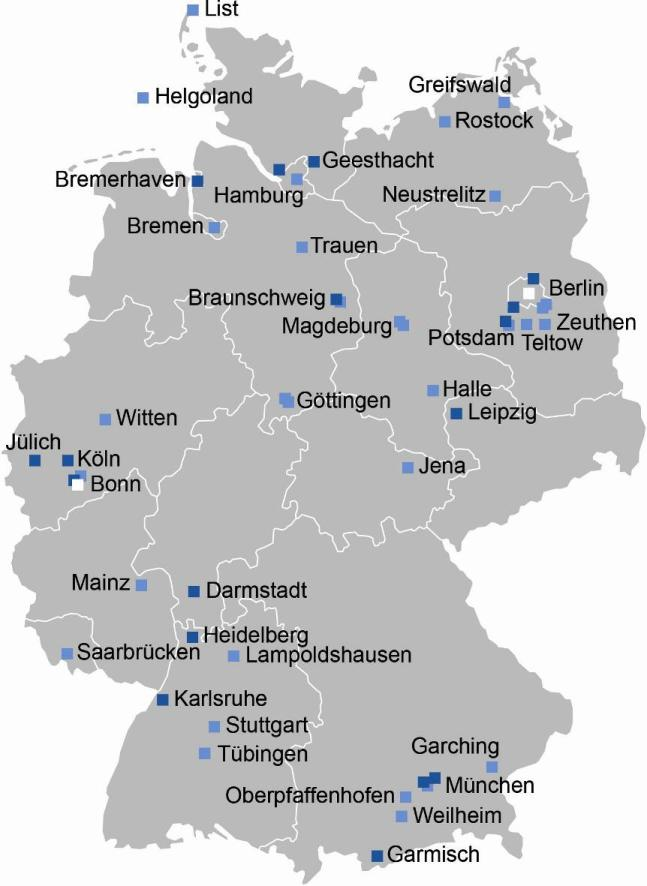 List
Helgoland
Greifswald
Rostock
Geesthacht
Bremerhaven
Hamburg
Neustrelitz
Bremen
Trauen
Berlin
Braunschweig
Magdeburg
Zeuthen
Potsdam
Teltow
Halle
Göttingen
Leipzig
Witten
Jülich
Köln
Jena
Bonn
Mainz
Darmstadt
Heidelberg
Saarbrücken
Lampoldshausen
Karlsruhe
Stuttgart
Garching
Tübingen
München
Oberpfaffenhofen
Weilheim
Garmisch